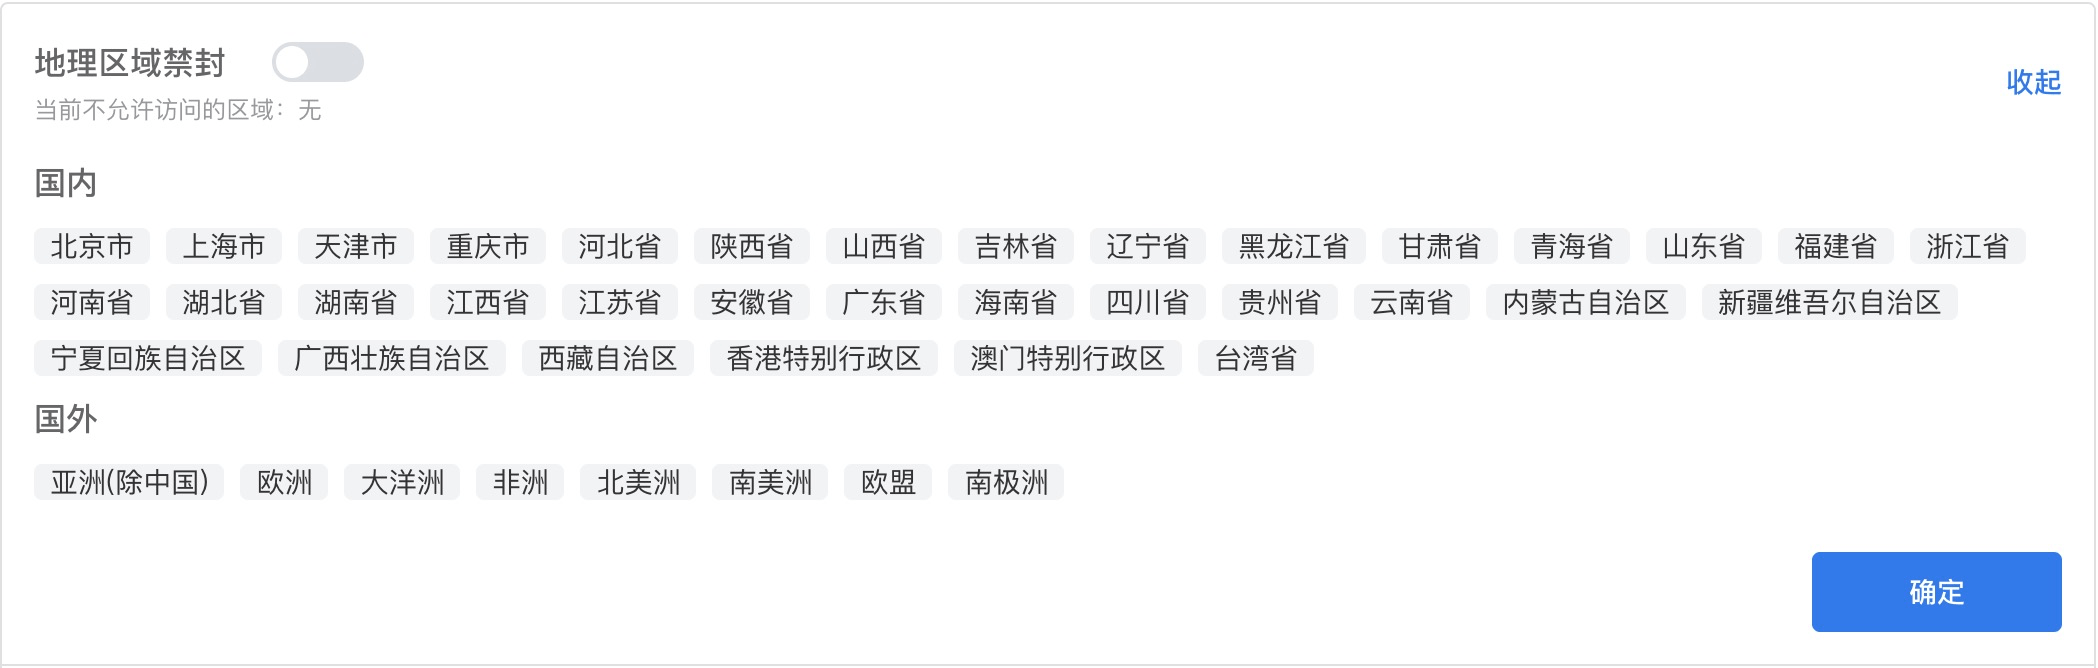 地理区域禁封
收起
当前不允许访问的区域：无
国内
北京市 上海市 天津市 重庆市 河北省 陕西省 山西省 吉林省 辽宁省 黑龙江省 甘肃省 青海省 山东省 福建省 浙江省
河南省 湖北省 湖南省 江西省 江苏省 安徽省 广东省 海南省 四川省 贵州省 云南省 内蒙古自治区 新疆维吾尔自治区
宁夏回族自治区 广西壮族自治区 西藏自治区 香港特别行政区 澳门特别行政区 台湾省
国外
亚洲(除中国) 欧洲 大洋洲 非洲 北美洲 南美洲 欧盟 南极洲
确定